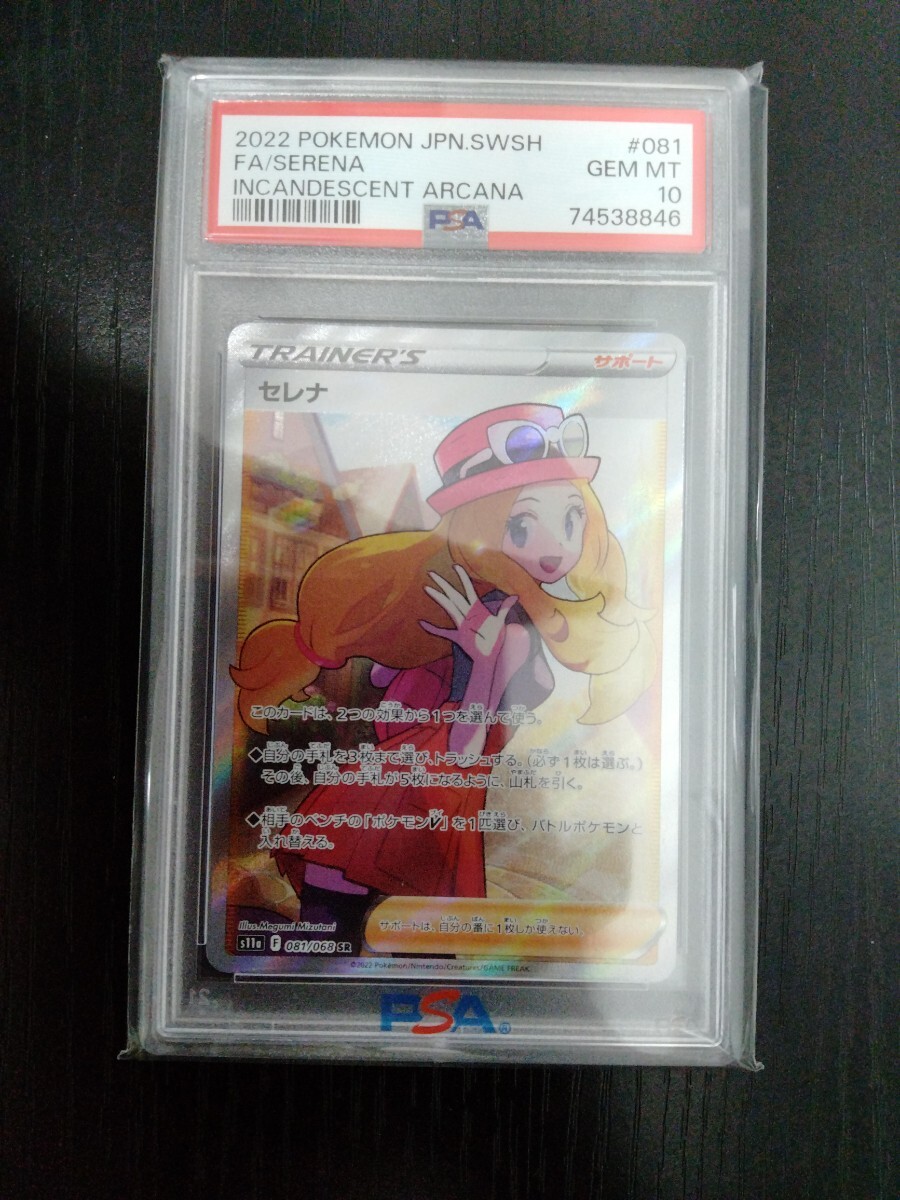 2022 POKEMON JPN.SWSH #081
FA/SERENA GEM MT
INCANDESCENT ARCANA 10
PSA 74538846
TRAINER'S サポート
セレナ
このカードは、2つの効果から1つを選んで使う。
◆自分の手札を3枚まで選び、トラッシュする。(必ず1枚は選ぶ。)
その後、自分の手札が5枚になるように、山札を引く。
◆相手のベンチの「ポケモンV」を1匹選び、バトルポケモンと
入れ替える。
Illus. Megumi Mizutani
サポートは、自分の番に1枚しか使えない。
s11a F 081/068 SR
©2022 Pokémon/Nintendo/Creatures/GAME FREAK.
PSA®